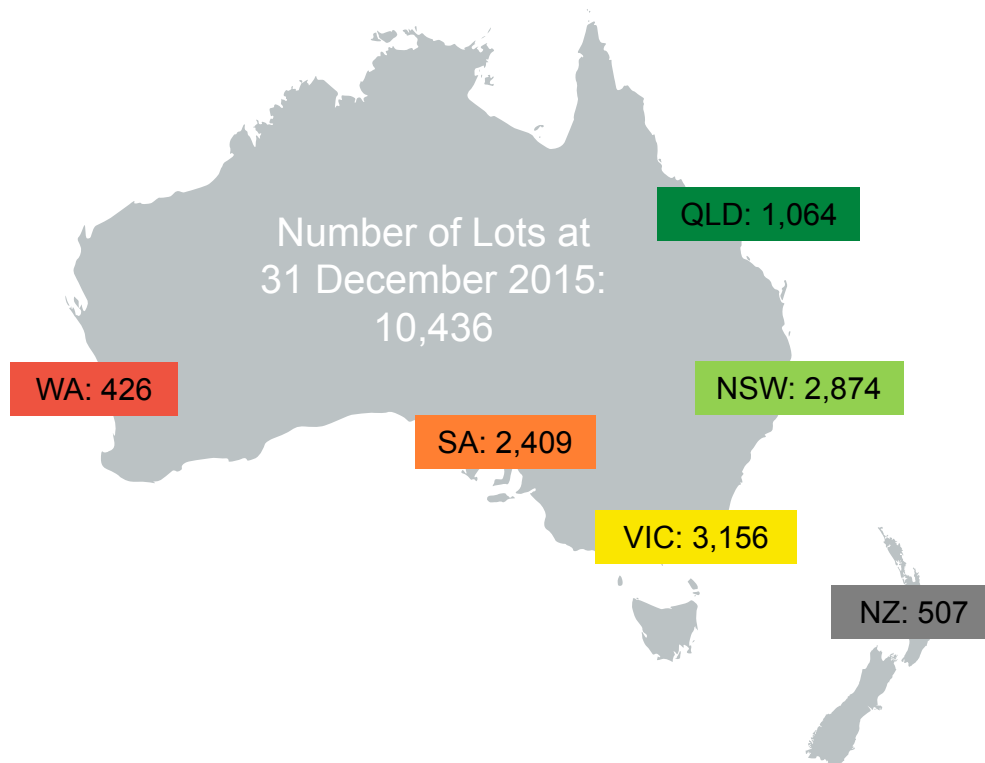 QLD: 1,064
Number of Lots at
31 December 2015:
10,436
WA: 426
NSW: 2,874
SA: 2,409
VIC: 3,156
NZ: 507